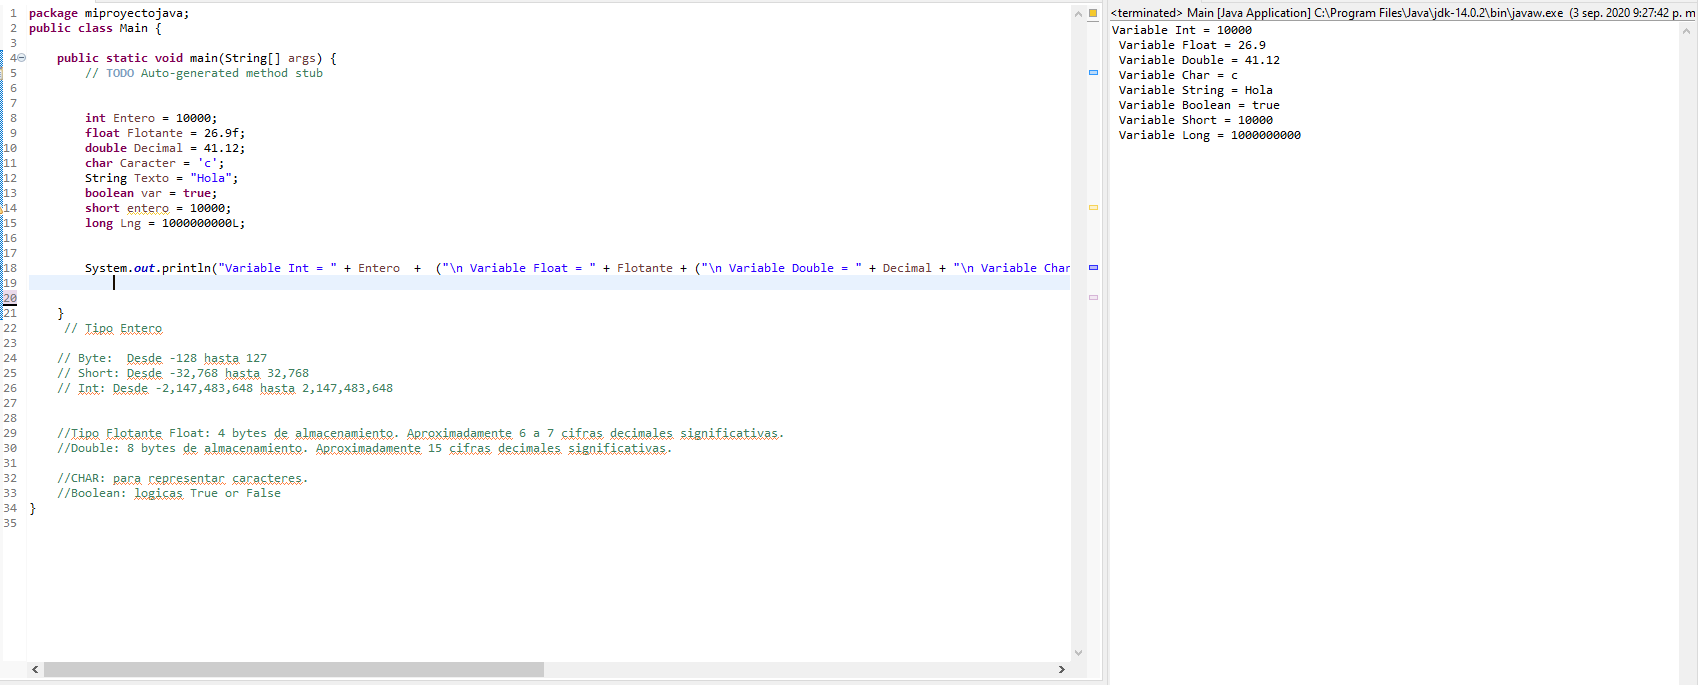 1 package miproyectojava;
2 public class Main {
3
4 public static void main(String[] args) {
5 // TODO Auto-generated method stub
6
7
8 int Entero = 10000;
9 float Flotante = 26.9f;
10 double Decimal = 41.12;
11 char Caracter = 'c';
12 String Texto = "Hola";
13 boolean var = true;
14 short entero = 10000;
15 long Lng = 1000000000L;
16
17
18 System.out.println("Variable Int = " + Entero + ("\n Variable Float = " + Flotante + ("\n Variable Double = " + Decimal + "\n Variable Char
19
20
21 }
22 // Tipo Entero
23
24 // Byte: Desde -128 hasta 127
25 // Short: Desde -32,768 hasta 32,768
26 // Int: Desde -2,147,483,648 hasta 2,147,483,648
27
28
29 //Tipo Flotante Float: 4 bytes de almacenamiento. Aproximadamente 6 a 7 cifras decimales significativas.
30 //Double: 8 bytes de almacenamiento. Aproximadamente 15 cifras decimales significativas.
31
32 //CHAR: para representar caracteres.
33 //Boolean: logicas True or False
34 }
35
<terminated> Main [Java Application] C:\Program Files\Java\jdk-14.0.2\bin\javaw.exe (3 sep. 2020 9:27:42 p. m
Variable Int = 10000
Variable Float = 26.9
Variable Double = 41.12
Variable Char = c
Variable String = Hola
Variable Boolean = true
Variable Short = 10000
Variable Long = 1000000000